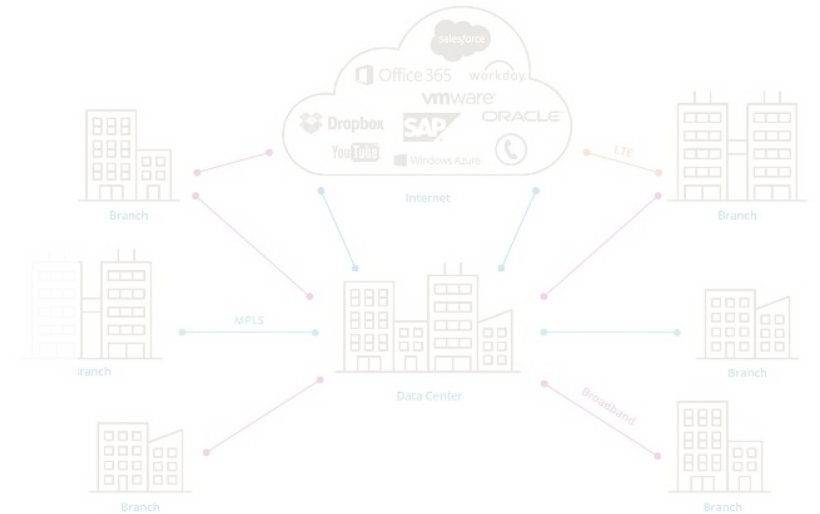 salesforce
Office 365 workday.
vmware
Dropbox SAP ORACLE
YouTube Windows Azure
LTE
Internet
Branch
Branch
MPLS
ranch
Branch
Data Center
Broadband
Branch
Branch